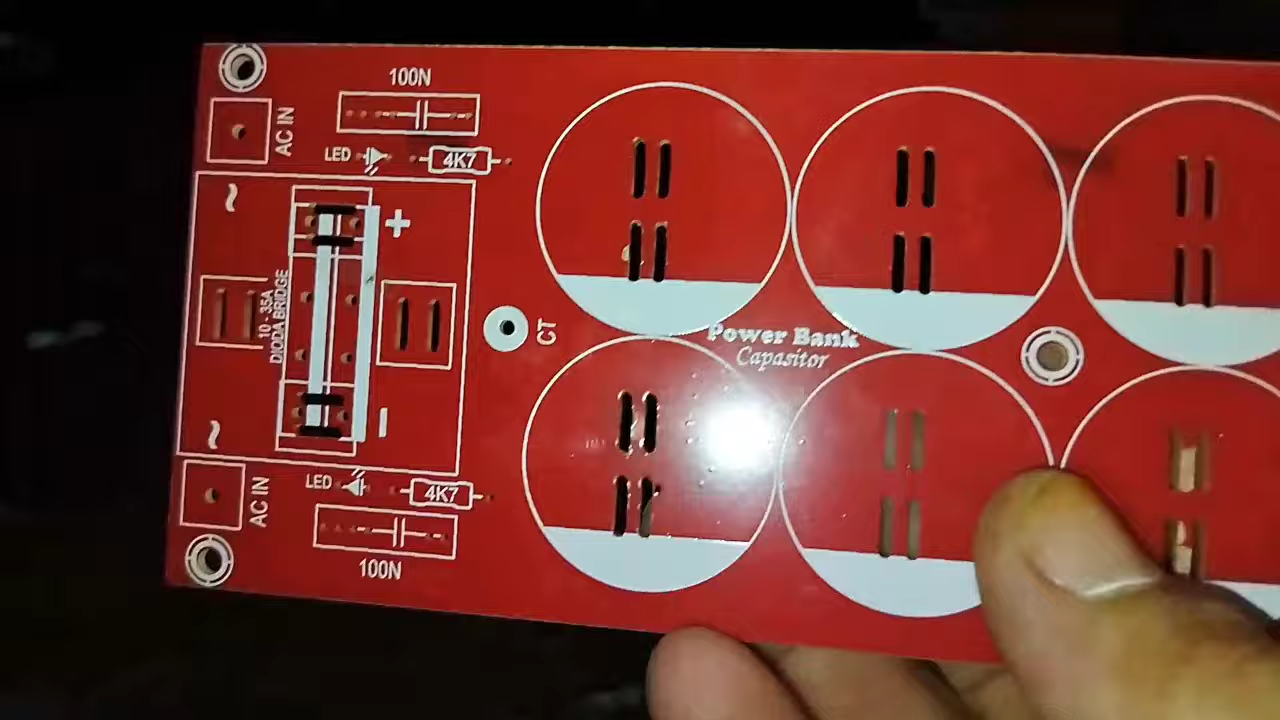 100N
AC IN
LED
4K7
~
+
10 - 35A
DIODA BRIDGE
CT
Power Bank
Capasitor
~
-
LED
4K7
AC IN
100N